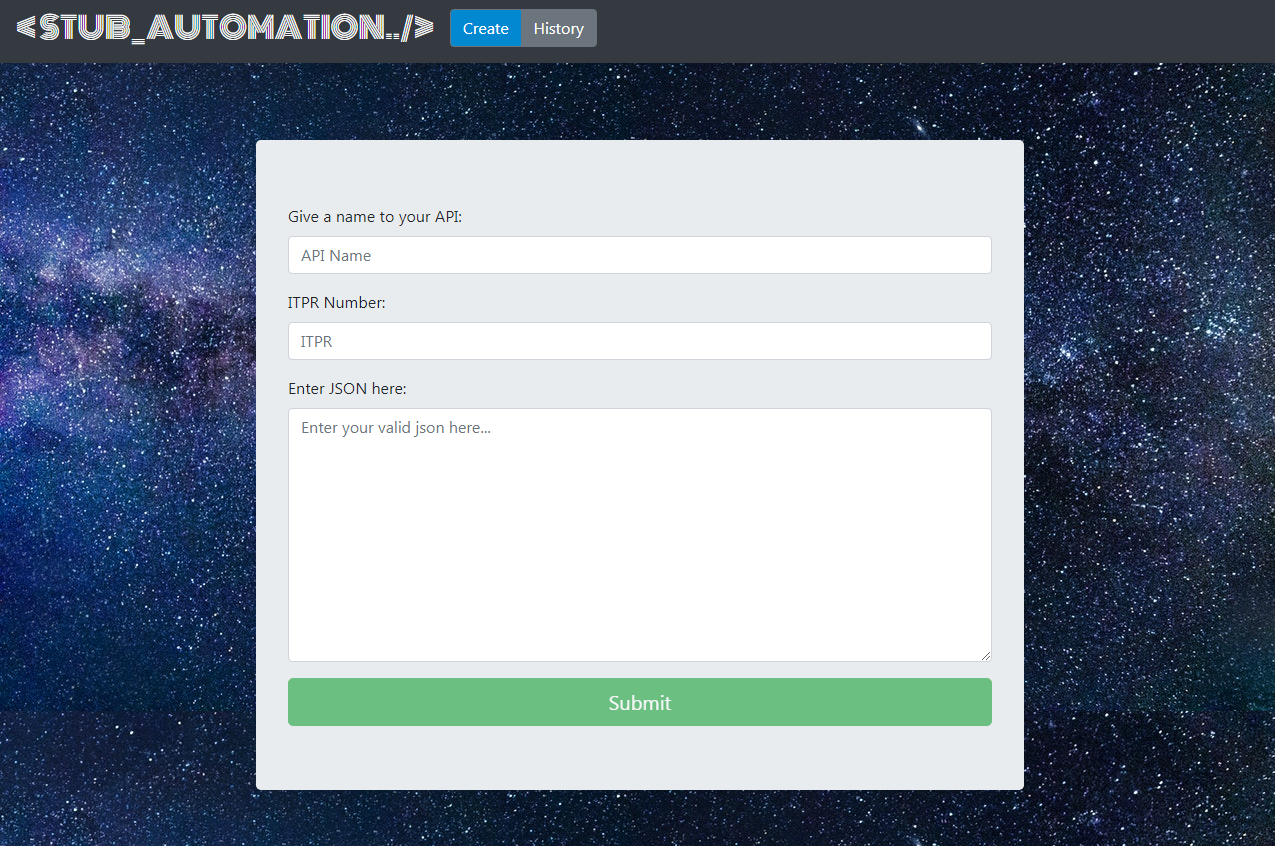 <STUB_AUTOMATION../>
Create
History
Give a name to your API:
API Name
ITPR Number:
ITPR
Enter JSON here:
Enter your valid json here...
Submit